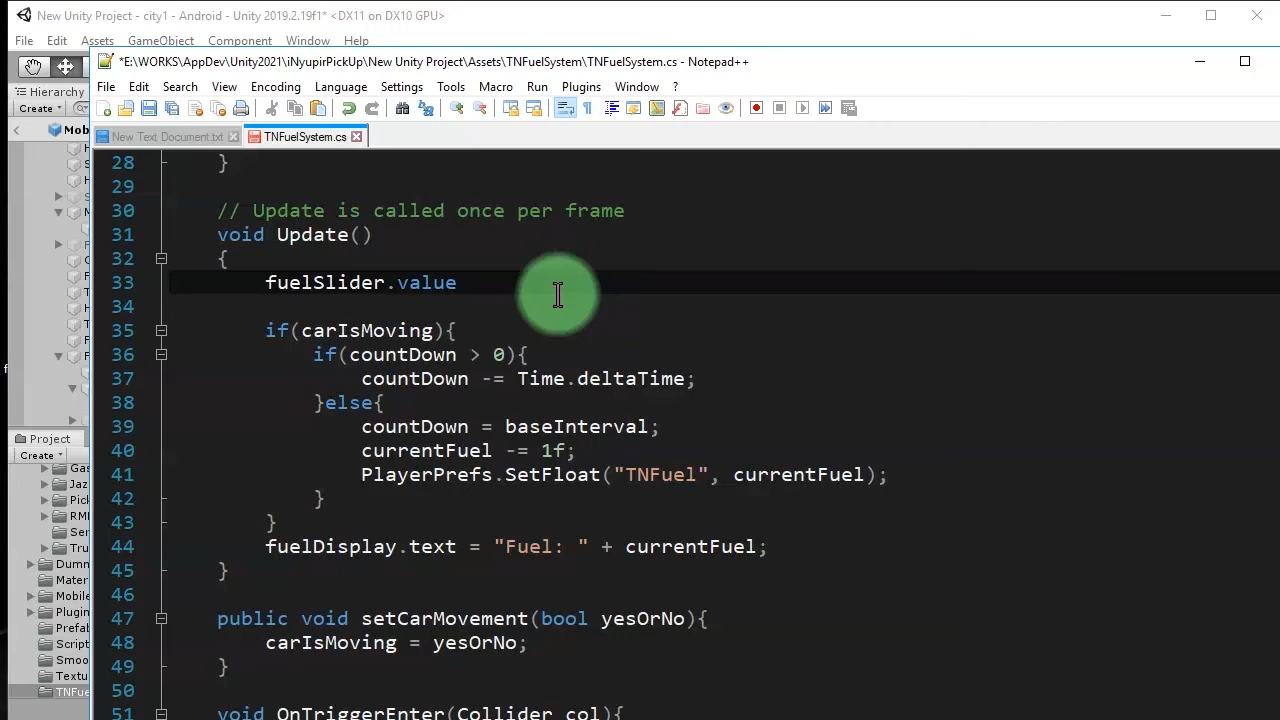 New Unity Project - city1 - Android - Unity 2019.2.19f1* <DX11 on DX10 GPU>
File Edit Assets GameObject Component iNyupir Window Help
*E:\WORKS\AppDev\Unity2021\iNyupirPickUp\New Unity Project\Assets\TNFuelSystem\TNFuelSystem.cs - Notepad++
File Edit Search View Encoding Language Settings Tools Macro Run Plugins Window ?
Hierarchy
Create
New Text Document.txt TNFuelSystem.cs
Mob
28 }
29
30 // Update is called once per frame
31 void Update()
32 {
33 fuelSlider.value
34
35 if(carIsMoving){
36 if(countDown > 0){
37 countDown -= Time.deltaTime;
38 }else{
39 countDown = baseInterval;
40 currentFuel -= 1f;
41 PlayerPrefs.SetFloat("TNFuel", currentFuel);
42 }
43 }
44 fuelDisplay.text = "Fuel: " + currentFuel;
45 }
46
47 public void setCarMovement(bool yesOrNo){
48 carIsMoving = yesOrNo;
49 }
50
51 void OnTriggerEnter(Collider col){
Project
Create
Gas
Jaz
Pick
RM
Ser
Tru
Dumm
Mater
Mobile
Plugin
Prefab
Script
Smoo
Textu
TNFue